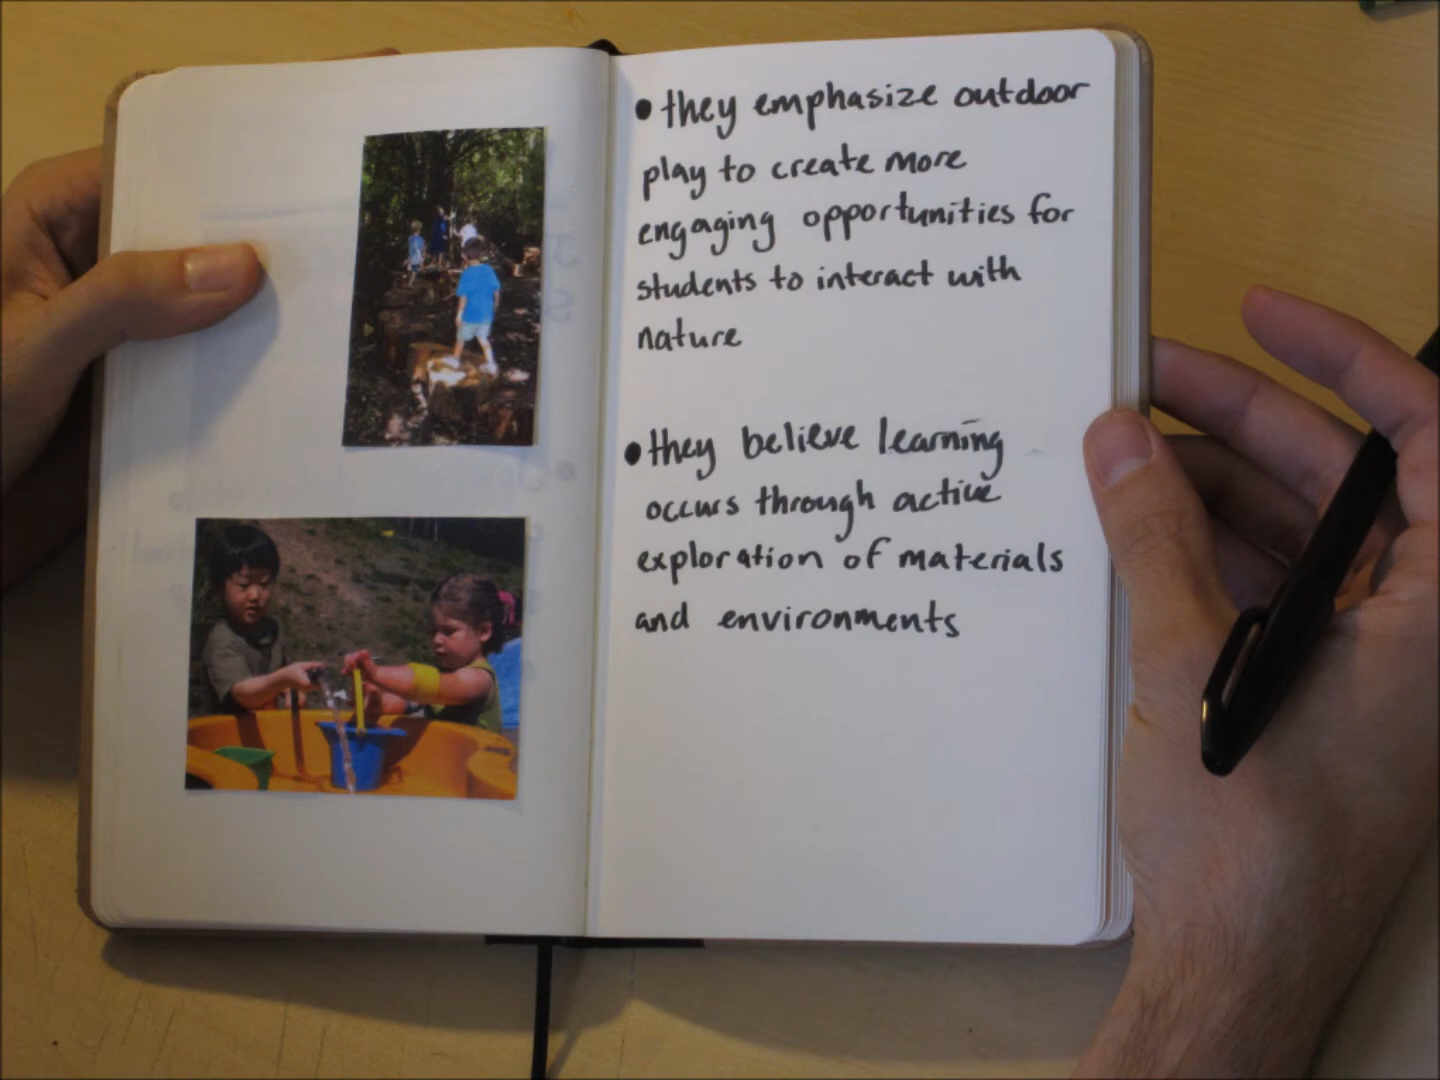 • they emphasize outdoor
play to create more
engaging opportunities for
students to interact with
nature
• they believe learning
occurs through active
exploration of materials
and environments